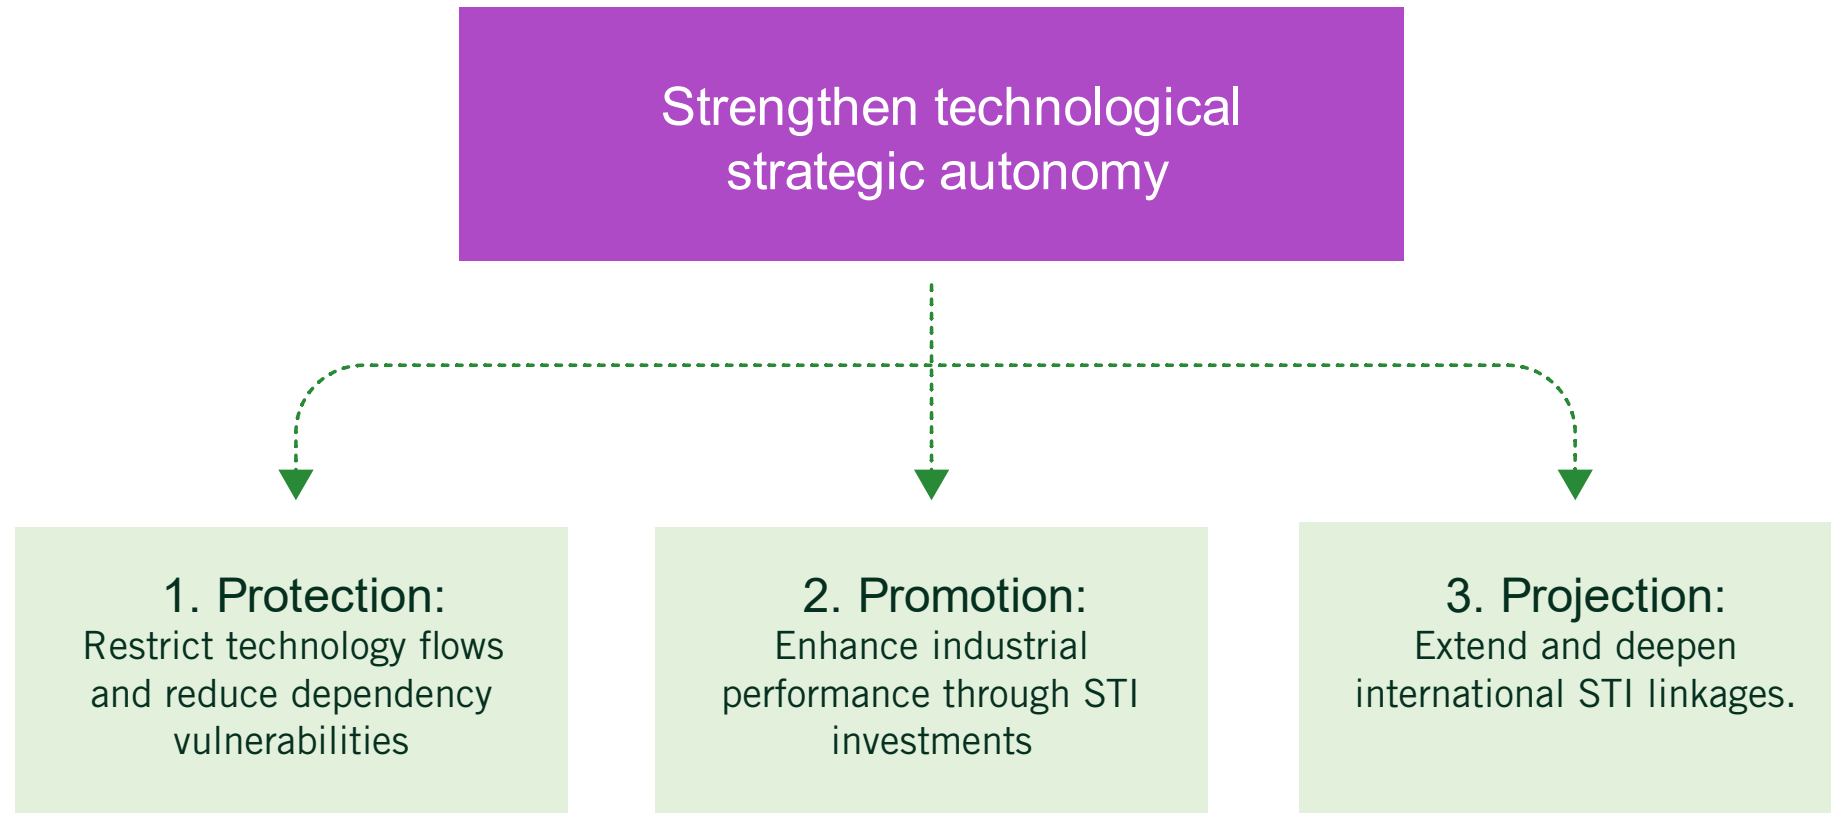 Strengthen technological
strategic autonomy
1. Protection:
Restrict technology flows
and reduce dependency
vulnerabilities
2. Promotion:
Enhance industrial
performance through STI
investments
3. Projection:
Extend and deepen
international STI linkages.